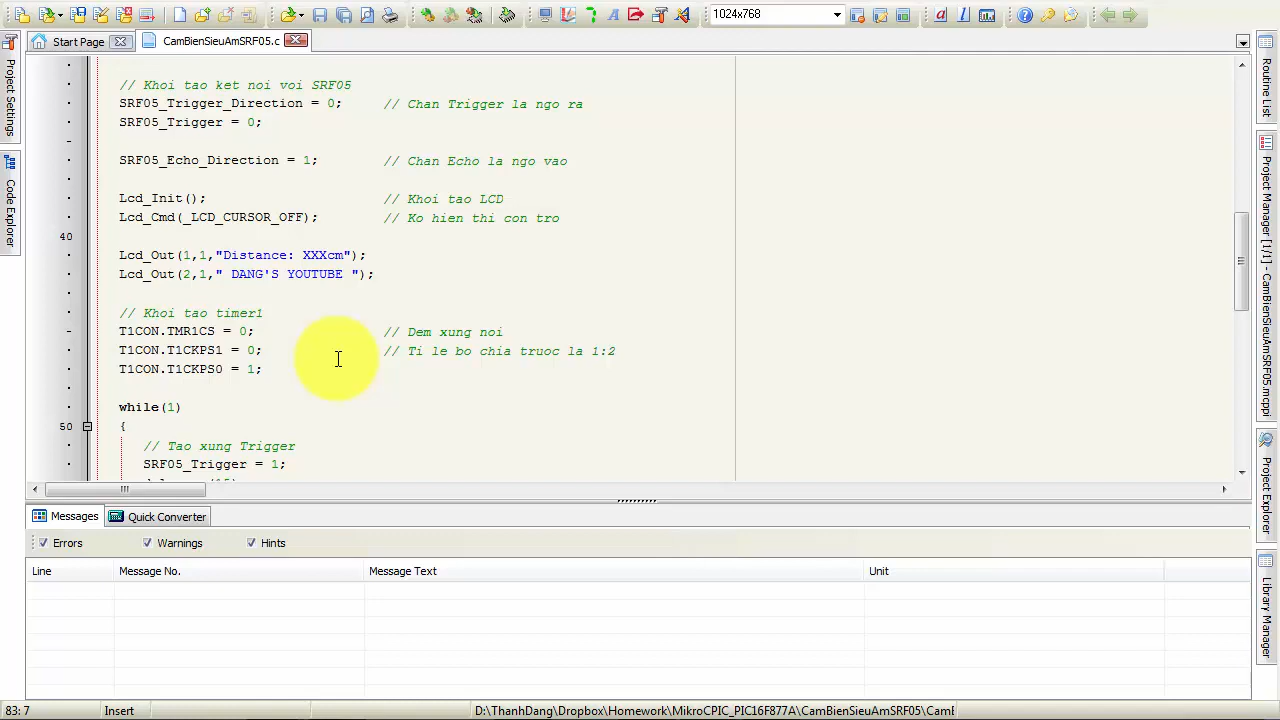 1024x768
Start Page
CamBienSieuAmSRF05.c
// Khoi tao ket noi voi SRF05
SRF05_Trigger_Direction = 0; // Chan Trigger la ngo ra
SRF05_Trigger = 0;
SRF05_Echo_Direction = 1; // Chan Echo la ngo vao
Lcd_Init(); // Khoi tao LCD
Lcd_Cmd(_LCD_CURSOR_OFF); // Ko hien thi con tro
40
Lcd_Out(1,1,"Distance: XXXcm");
Lcd_Out(2,1," DANG'S YOUTUBE ");
// Khoi tao timer1
T1CON.TMR1CS = 0; // Dem xung noi
T1CON.T1CKPS1 = 0; // Ti le bo chia truoc la 1:2
T1CON.T1CKPS0 = 1;
while(1)
50 {
// Tao xung Trigger
SRF05_Trigger = 1;
Project Settings
Code Explorer
Routine List
Project Manager [1/1] - CamBienSieuAmSRF05.mcppi
Project Explorer
Library Manager
Messages
Quick Converter
Errors
Warnings
Hints
Line
Message No.
Message Text
Unit
83: 7
Insert
D:\ThanhDang\Dropbox\Homework\MikroCPIC_PIC16F877A\CamBienSieuAmSRF05\Caml